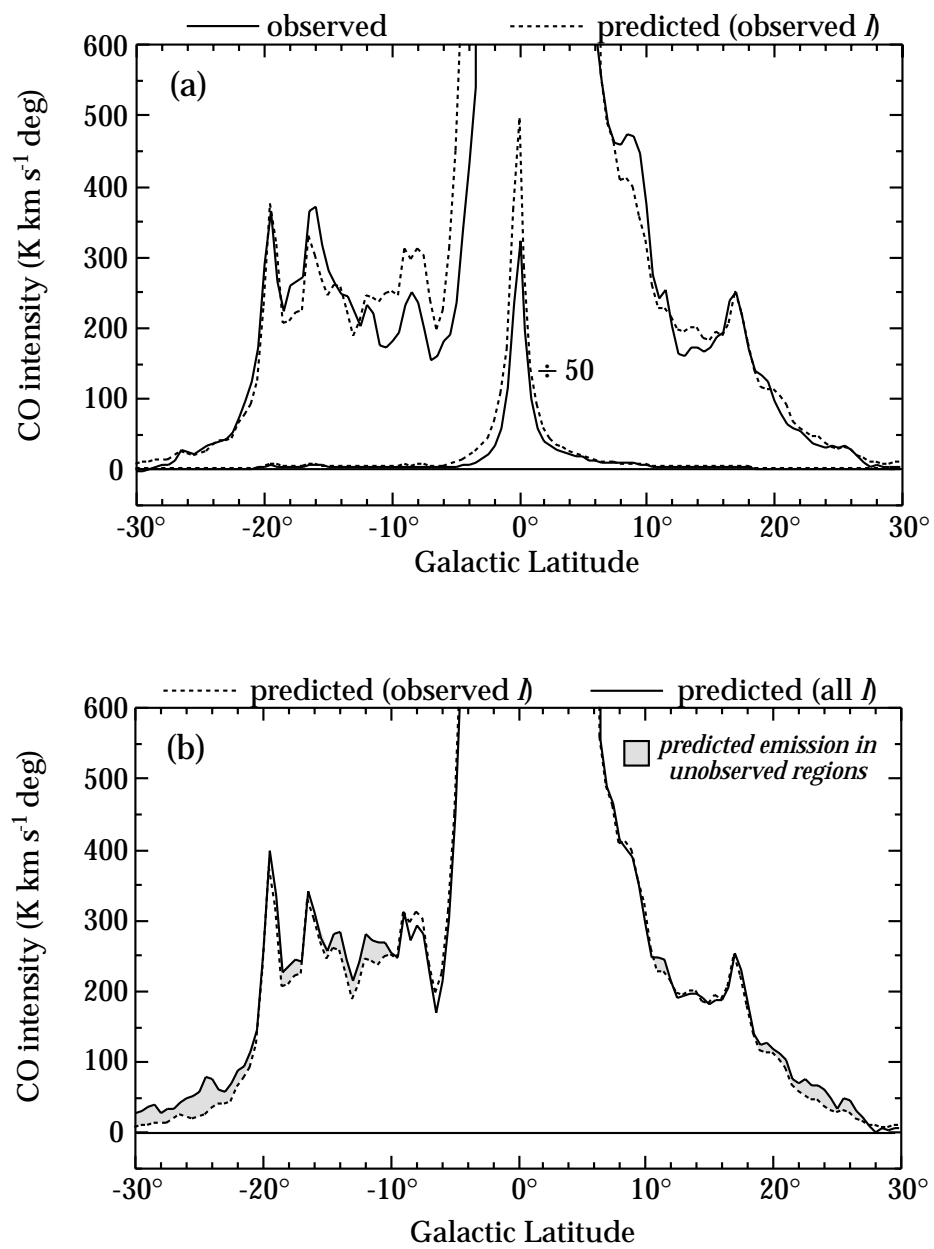 observed predicted (observed l)
(a)
CO intensity (K km s-1 deg)
600
500
400
300
200
100
0
÷ 50
-30° -20° -10° 0° 10° 20° 30°
Galactic Latitude
predicted (observed l) predicted (all l)
(b)
predicted emission in
unobserved regions
CO intensity (K km s-1 deg)
600
500
400
300
200
100
0
-30° -20° -10° 0° 10° 20° 30°
Galactic Latitude